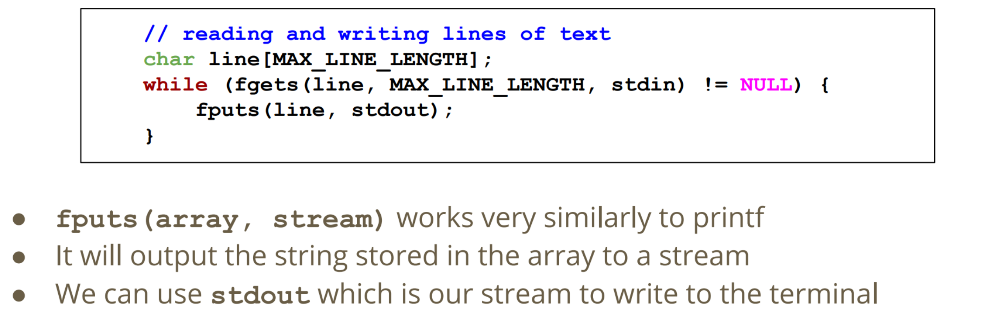 // reading and writing lines of text
char line[MAX_LINE_LENGTH];
while (fgets(line, MAX_LINE_LENGTH, stdin) != NULL) {
    fputs(line, stdout);
}
● fputs(array, stream) works very similarly to printf
● It will output the string stored in the array to a stream
● We can use stdout which is our stream to write to the terminal